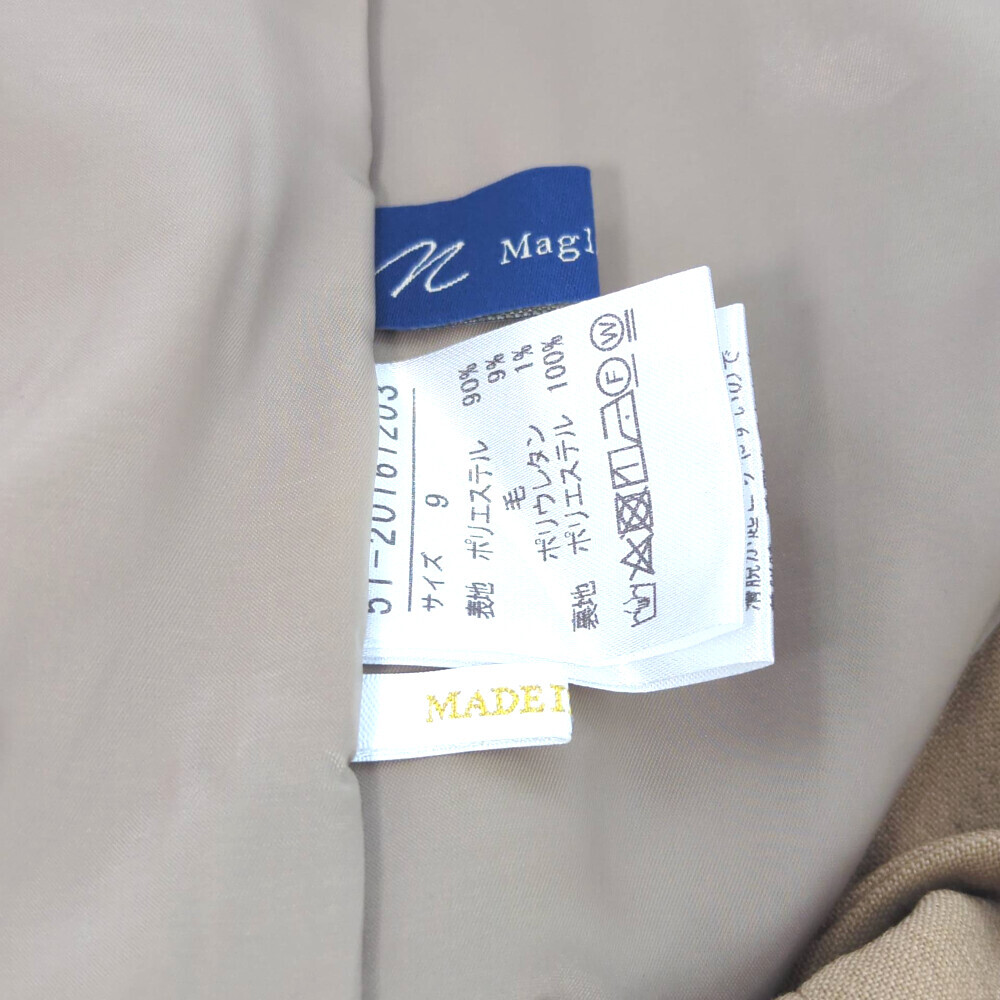 Magl
51-20161203
サイズ 9
表地 ポリエステル 90%
毛 9%
ポリウレタン 1%
裏地 ポリエステル 100%
F W
MADE I